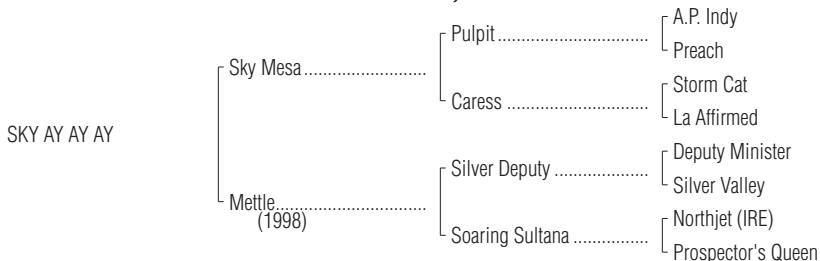 A.P. Indy
Pulpit..........................................
Preach
Sky Mesa...........................
Storm Cat
Caress .......................................
La Affirmed
SKY AY AY AY
Deputy Minister
Silver Deputy ..........................
Silver Valley
Mettle.................................
(1998)
Northjet (IRE)
Soaring Sultana .....................
Prospector's Queen